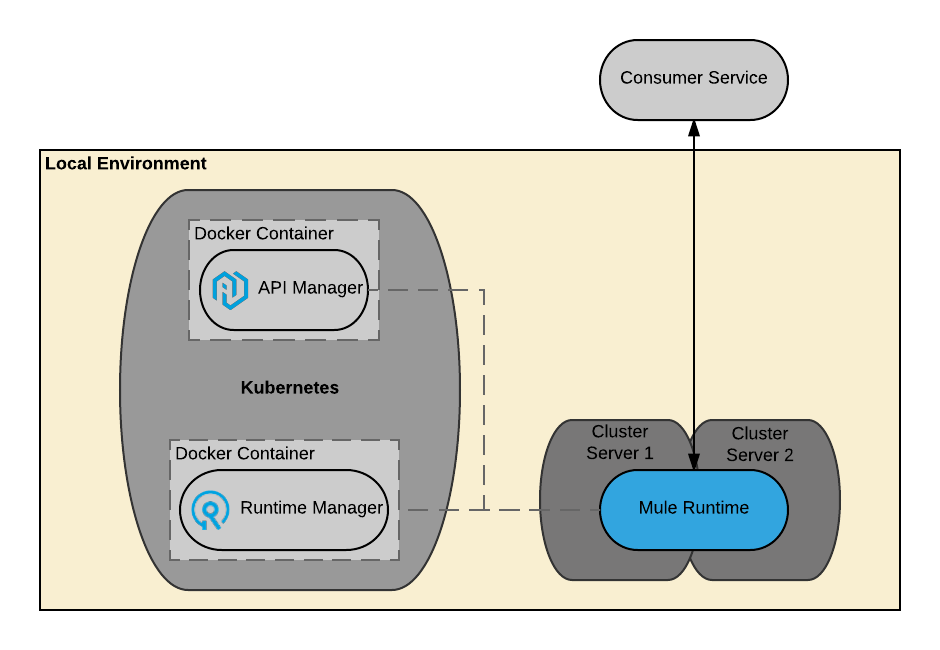 Consumer Service
Local Environment
Docker Container
API Manager
Kubernetes
Docker Container
Runtime Manager
Cluster
Server 1
Cluster
Server 2
Mule Runtime